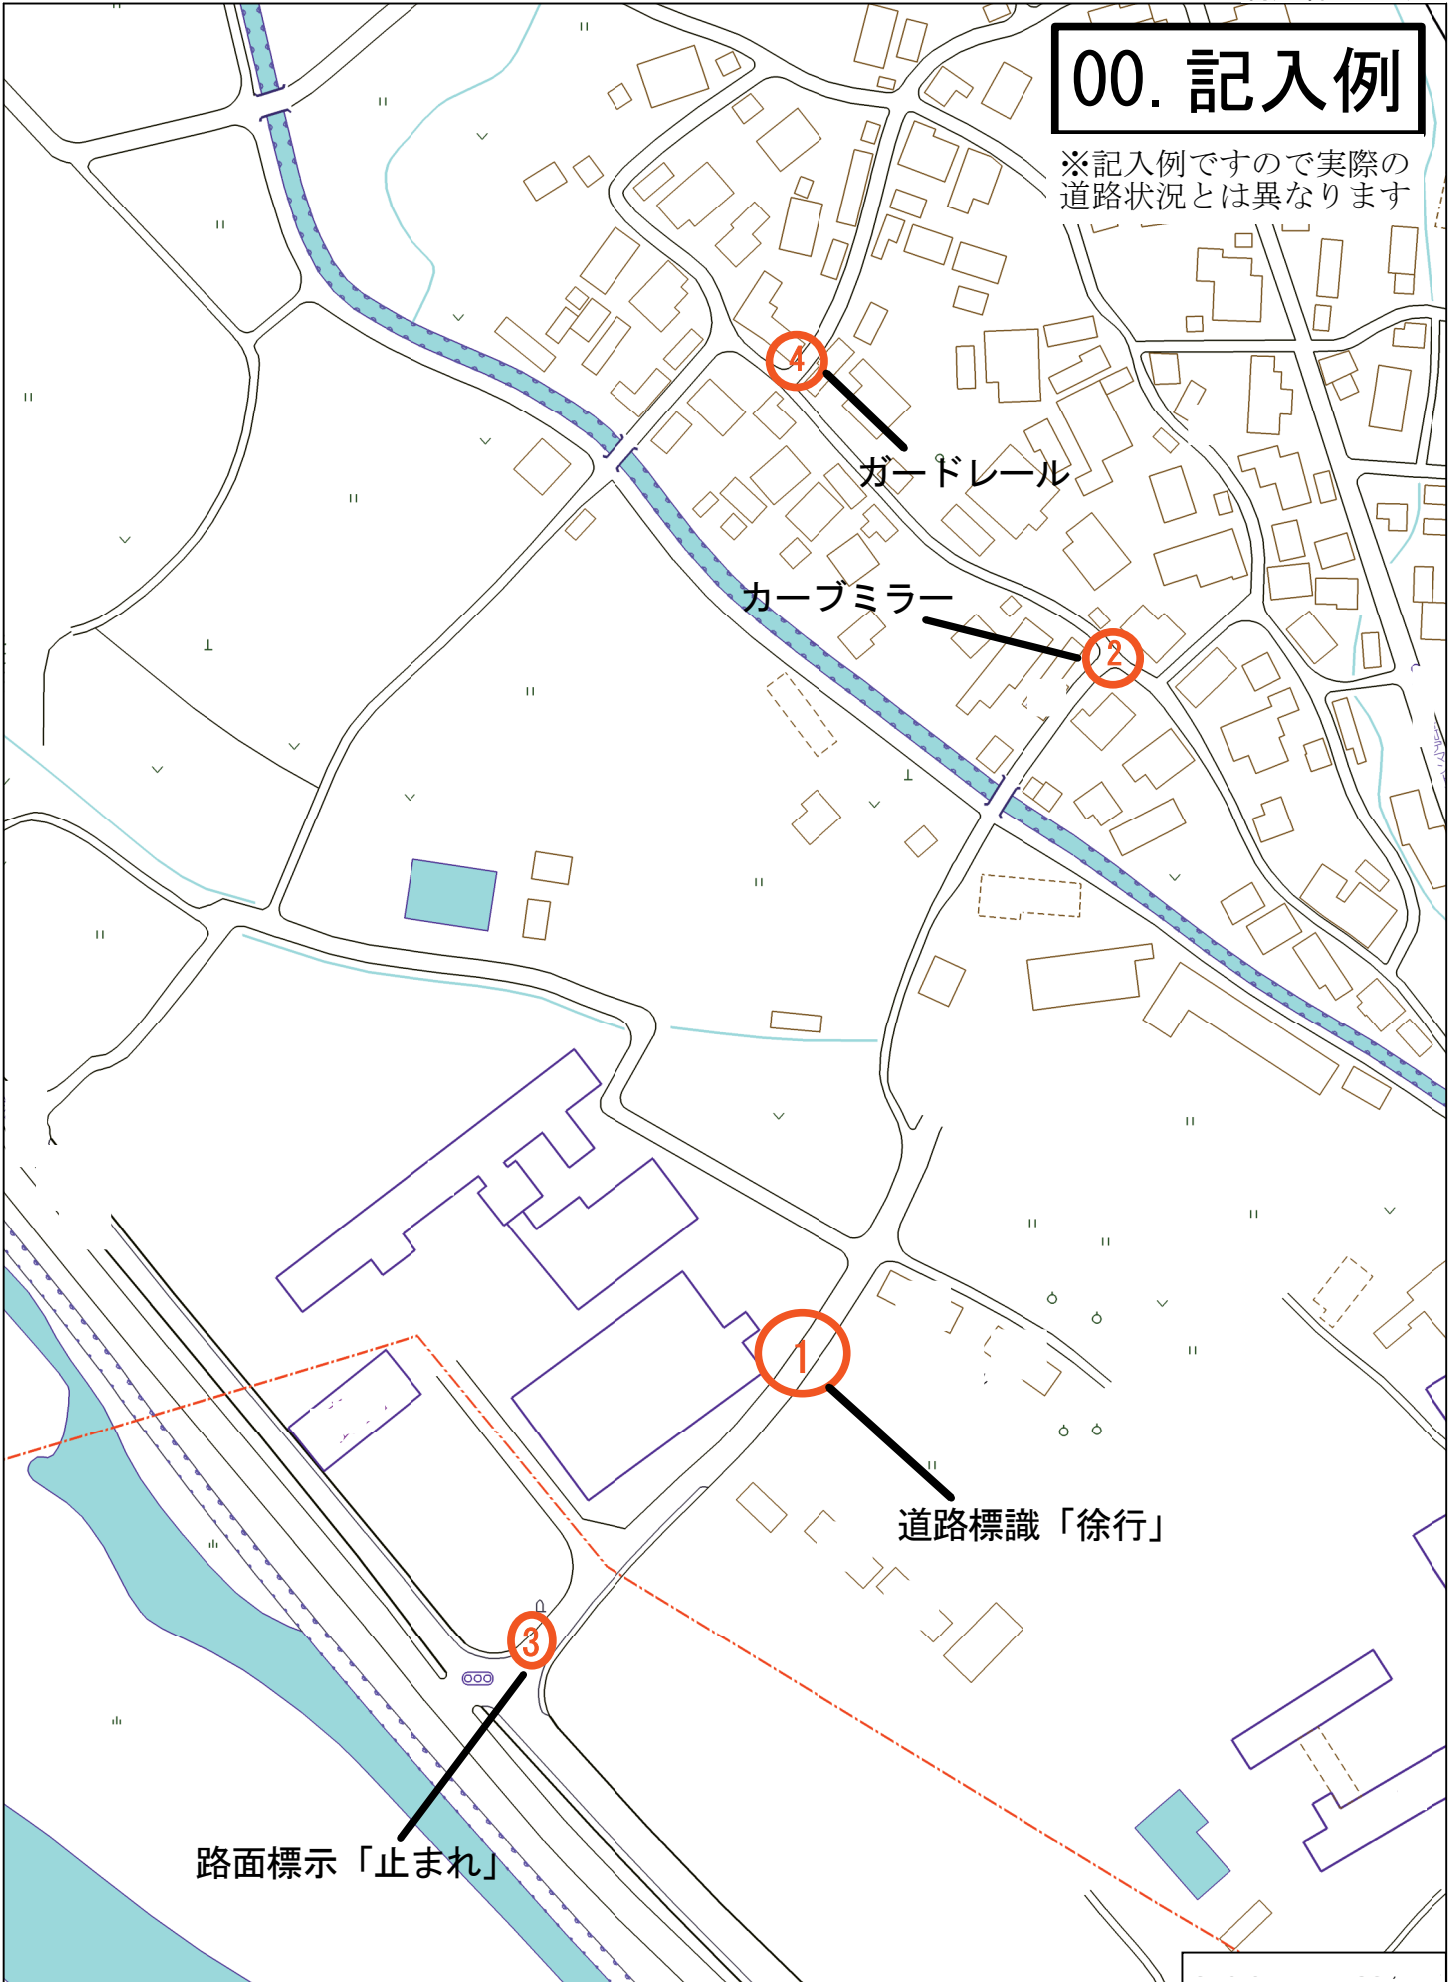 00. 記入例
※記入例ですので実際の
道路状況とは異なります
4
ガードレール
カーブミラー
2
1
道路標識「徐行」
3
路面標示「止まれ」